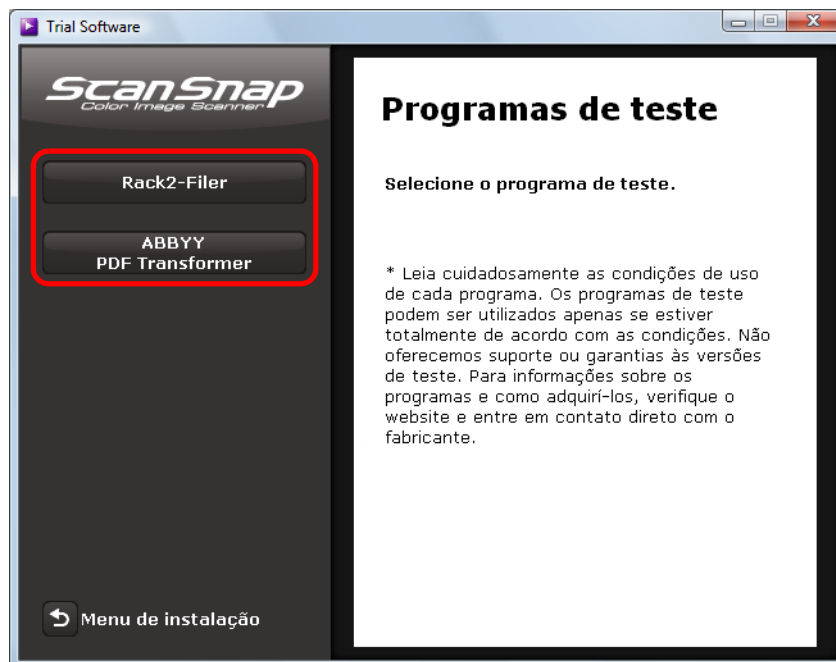 Trial Software
ScanSnap
Color Image Scanner
Rack2-Filer
ABBYY
PDF Transformer
Menu de instalação
Programas de teste
Selecione o programa de teste.
* Leia cuidadosamente as condições de uso
de cada programa. Os programas de teste
podem ser utilizados apenas se estiver
totalmente de acordo com as condições. Não
oferecemos suporte ou garantias às versões
de teste. Para informações sobre os
programas e como adquirí-los, verifique o
website e entre em contato direto com o
fabricante.